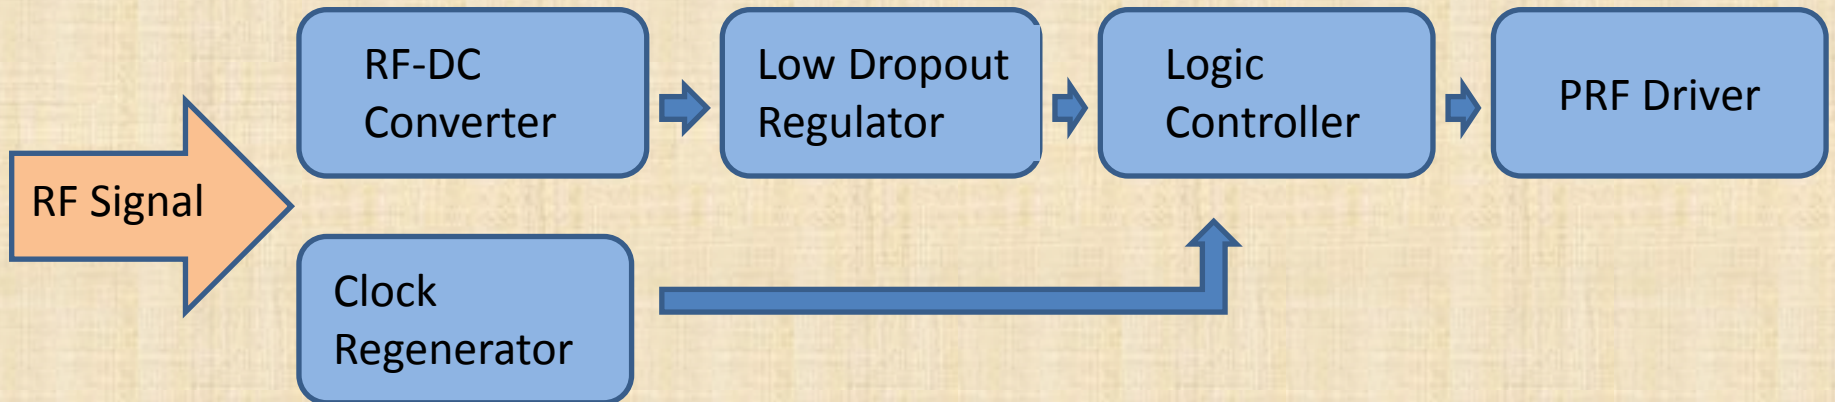 RF Signal
RF-DC
Converter
Low Dropout
Regulator
Logic
Controller
PRF Driver
Clock
Regenerator